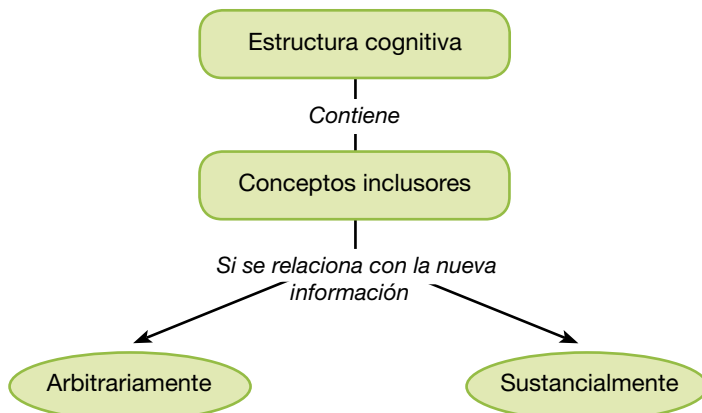 Estructura cognitiva
Contiene
Conceptos inclusores
Si se relaciona con la nueva
información
Arbitrariamente
Sustancialmente